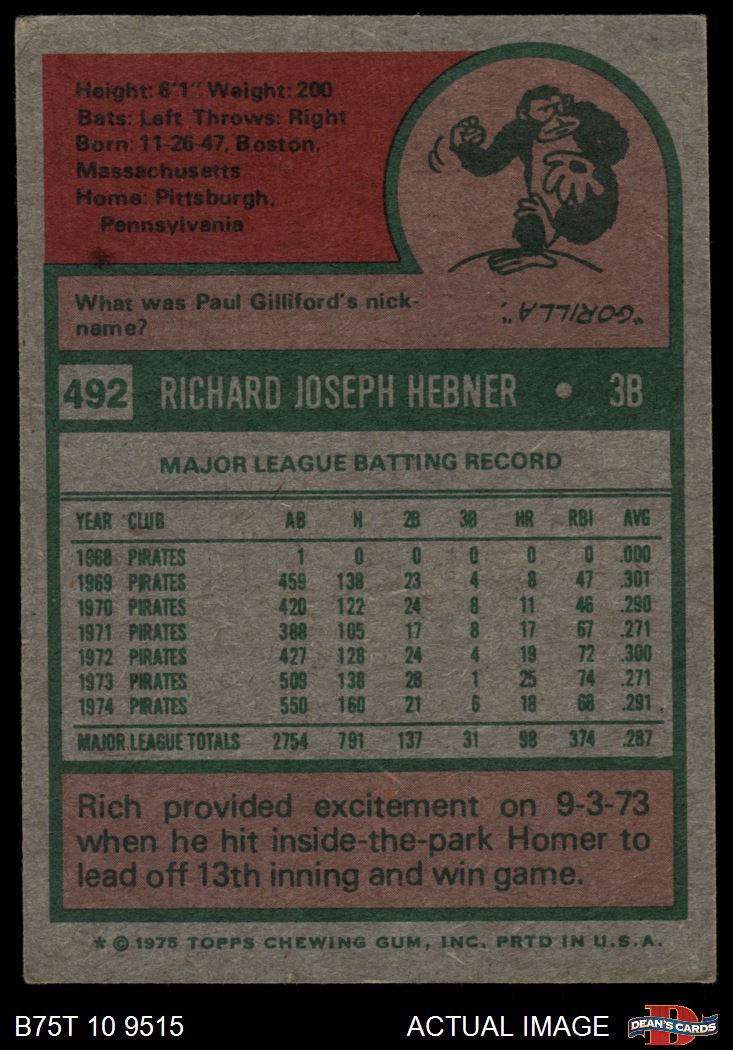 Height: 6'1" Weight: 200
Bats: Left Throws: Right
Born: 11-26-47, Boston,
Massachusetts
Home: Pittsburgh,
Pennsylvania
What was Paul Gilliford's nick-
name?
"GORILLA".
492 RICHARD JOSEPH HEBNER • 3B
MAJOR LEAGUE BATTING RECORD
YEAR CLUB AB H 2B 3B HR RBI AVG
1968 PIRATES 1 0 0 0 0 0 .000
1969 PIRATES 459 138 23 4 8 47 .301
1970 PIRATES 420 122 24 8 11 46 .290
1971 PIRATES 388 105 17 8 17 67 .271
1972 PIRATES 427 128 24 4 19 72 .300
1973 PIRATES 509 138 28 1 25 74 .271
1974 PIRATES 550 160 21 6 18 68 .291
MAJOR LEAGUE TOTALS 2754 791 137 31 98 374 .287
Rich provided excitement on 9-3-73
when he hit inside-the-park Homer to
lead off 13th inning and win game.
* © 1975 TOPPS CHEWING GUM, INC. PRTD IN U.S.A.
B75T 10 9515 ACTUAL IMAGE
D
DEAN'S CARDS